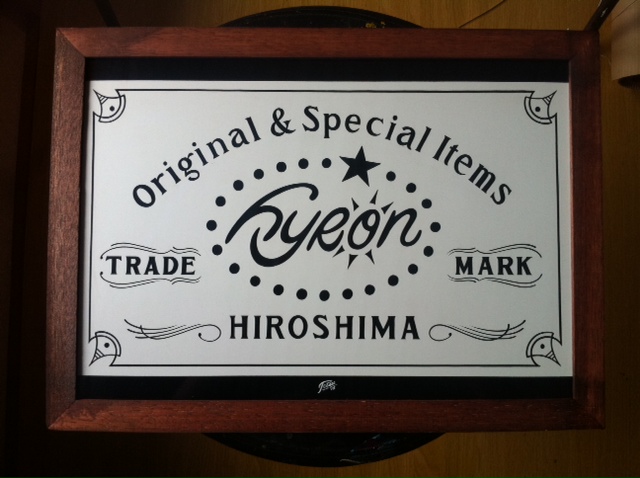 Original & Special Items
hyRon
TRADE MARK
HIROSHIMA